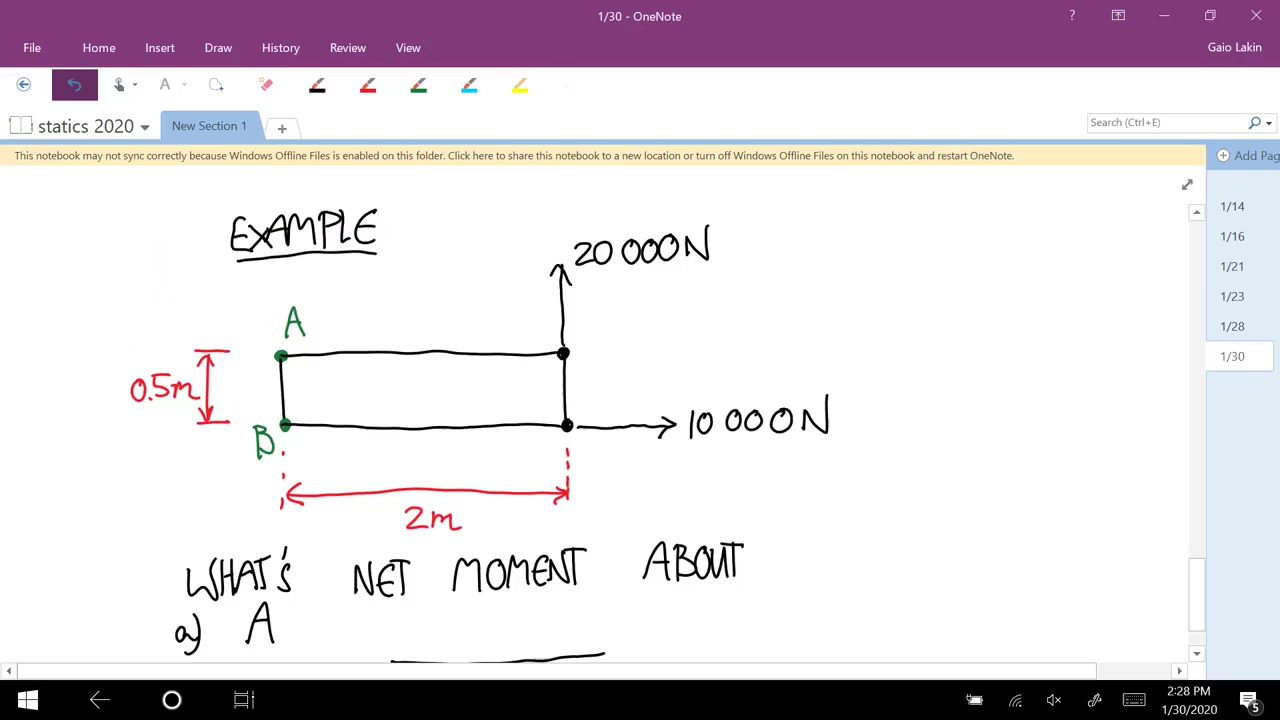 1/30 - OneNote
?
File Home Insert Draw History Review View
Gaio Lakin
A
statics 2020
New Section 1
+
Search (Ctrl+E)
This notebook may not sync correctly because Windows Offline Files is enabled on this folder. Click here to share this notebook to a new location or turn off Windows Offline Files on this notebook and restart OneNote.
Add Pag
1/14
1/16
1/21
1/23
1/28
1/30
EXAMPLE
20 000N
A
0.5m
10 000N
B
2m
WHAT'S NET MOMENT ABOUT
a) A
2:28 PM
1/30/2020
5